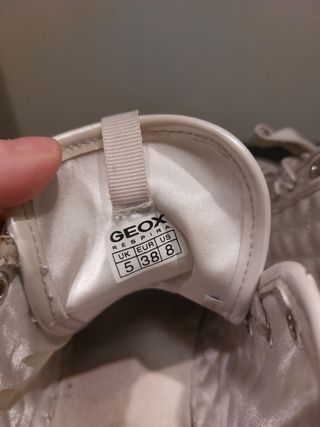 GEOX
RESPIRA
UK EUR US
5 38 8